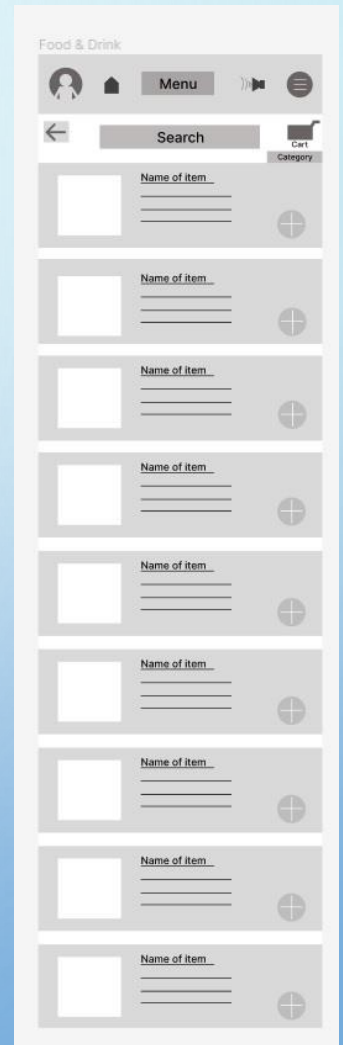 Food & Drink
Menu
Search
Cart
Category
Name of item
Name of item
Name of item
Name of item
Name of item
Name of item
Name of item
Name of item
Name of item